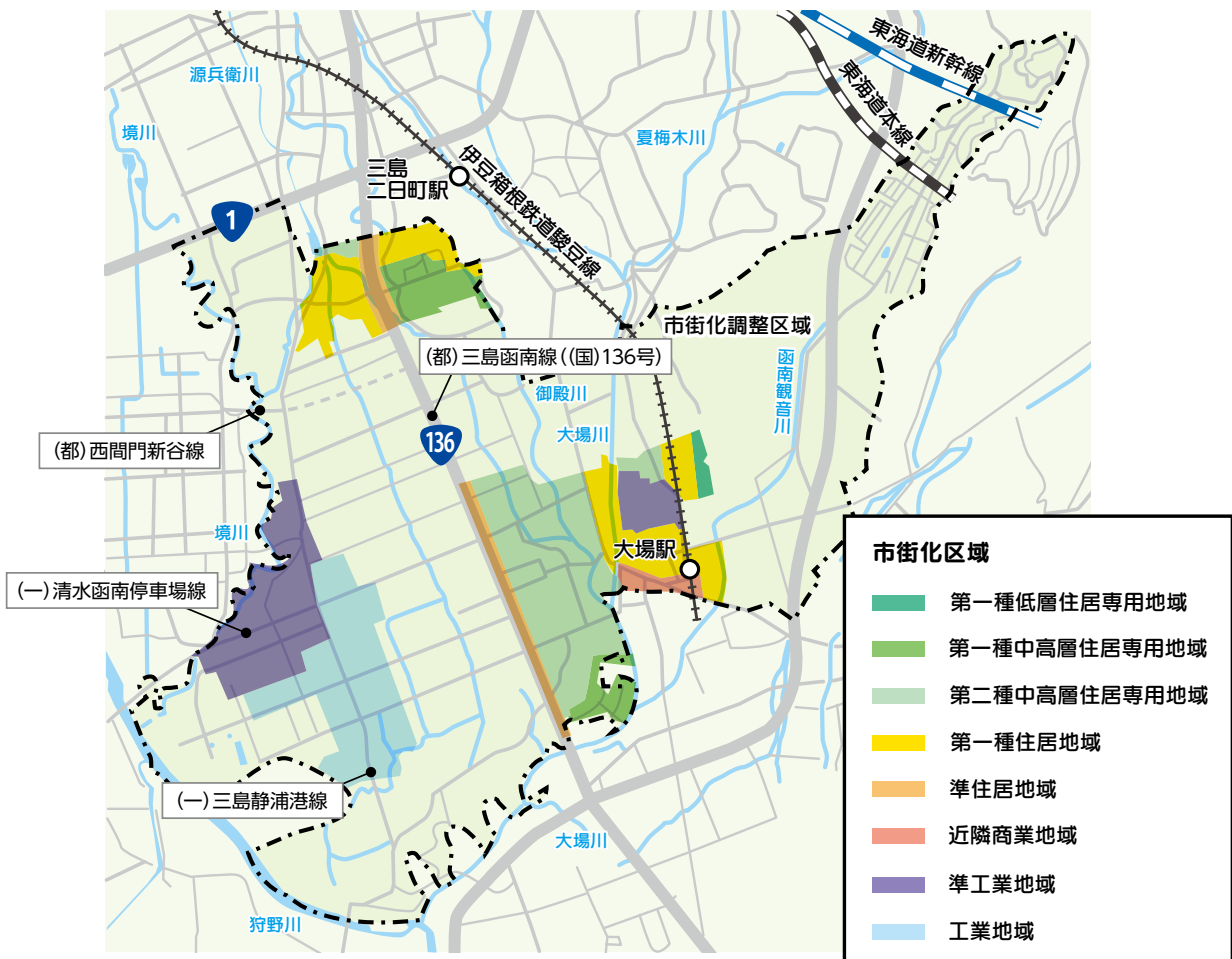 東海道新幹線
東海道本線
源兵衛川
境川
夏梅木川
三島
二日町駅
伊豆箱根鉄道駿豆線
1
市街化調整区域
(都)三島函南線((国)136号)
函南観音川
御殿川
大場川
136
(都)西間門新谷線
境川
大場駅
(一)清水函南停車場線
(一)三島静浦港線
大場川
狩野川
市街化区域
第一種低層住居専用地域
第一種中高層住居専用地域
第二種中高層住居専用地域
第一種住居地域
準住居地域
近隣商業地域
準工業地域
工業地域